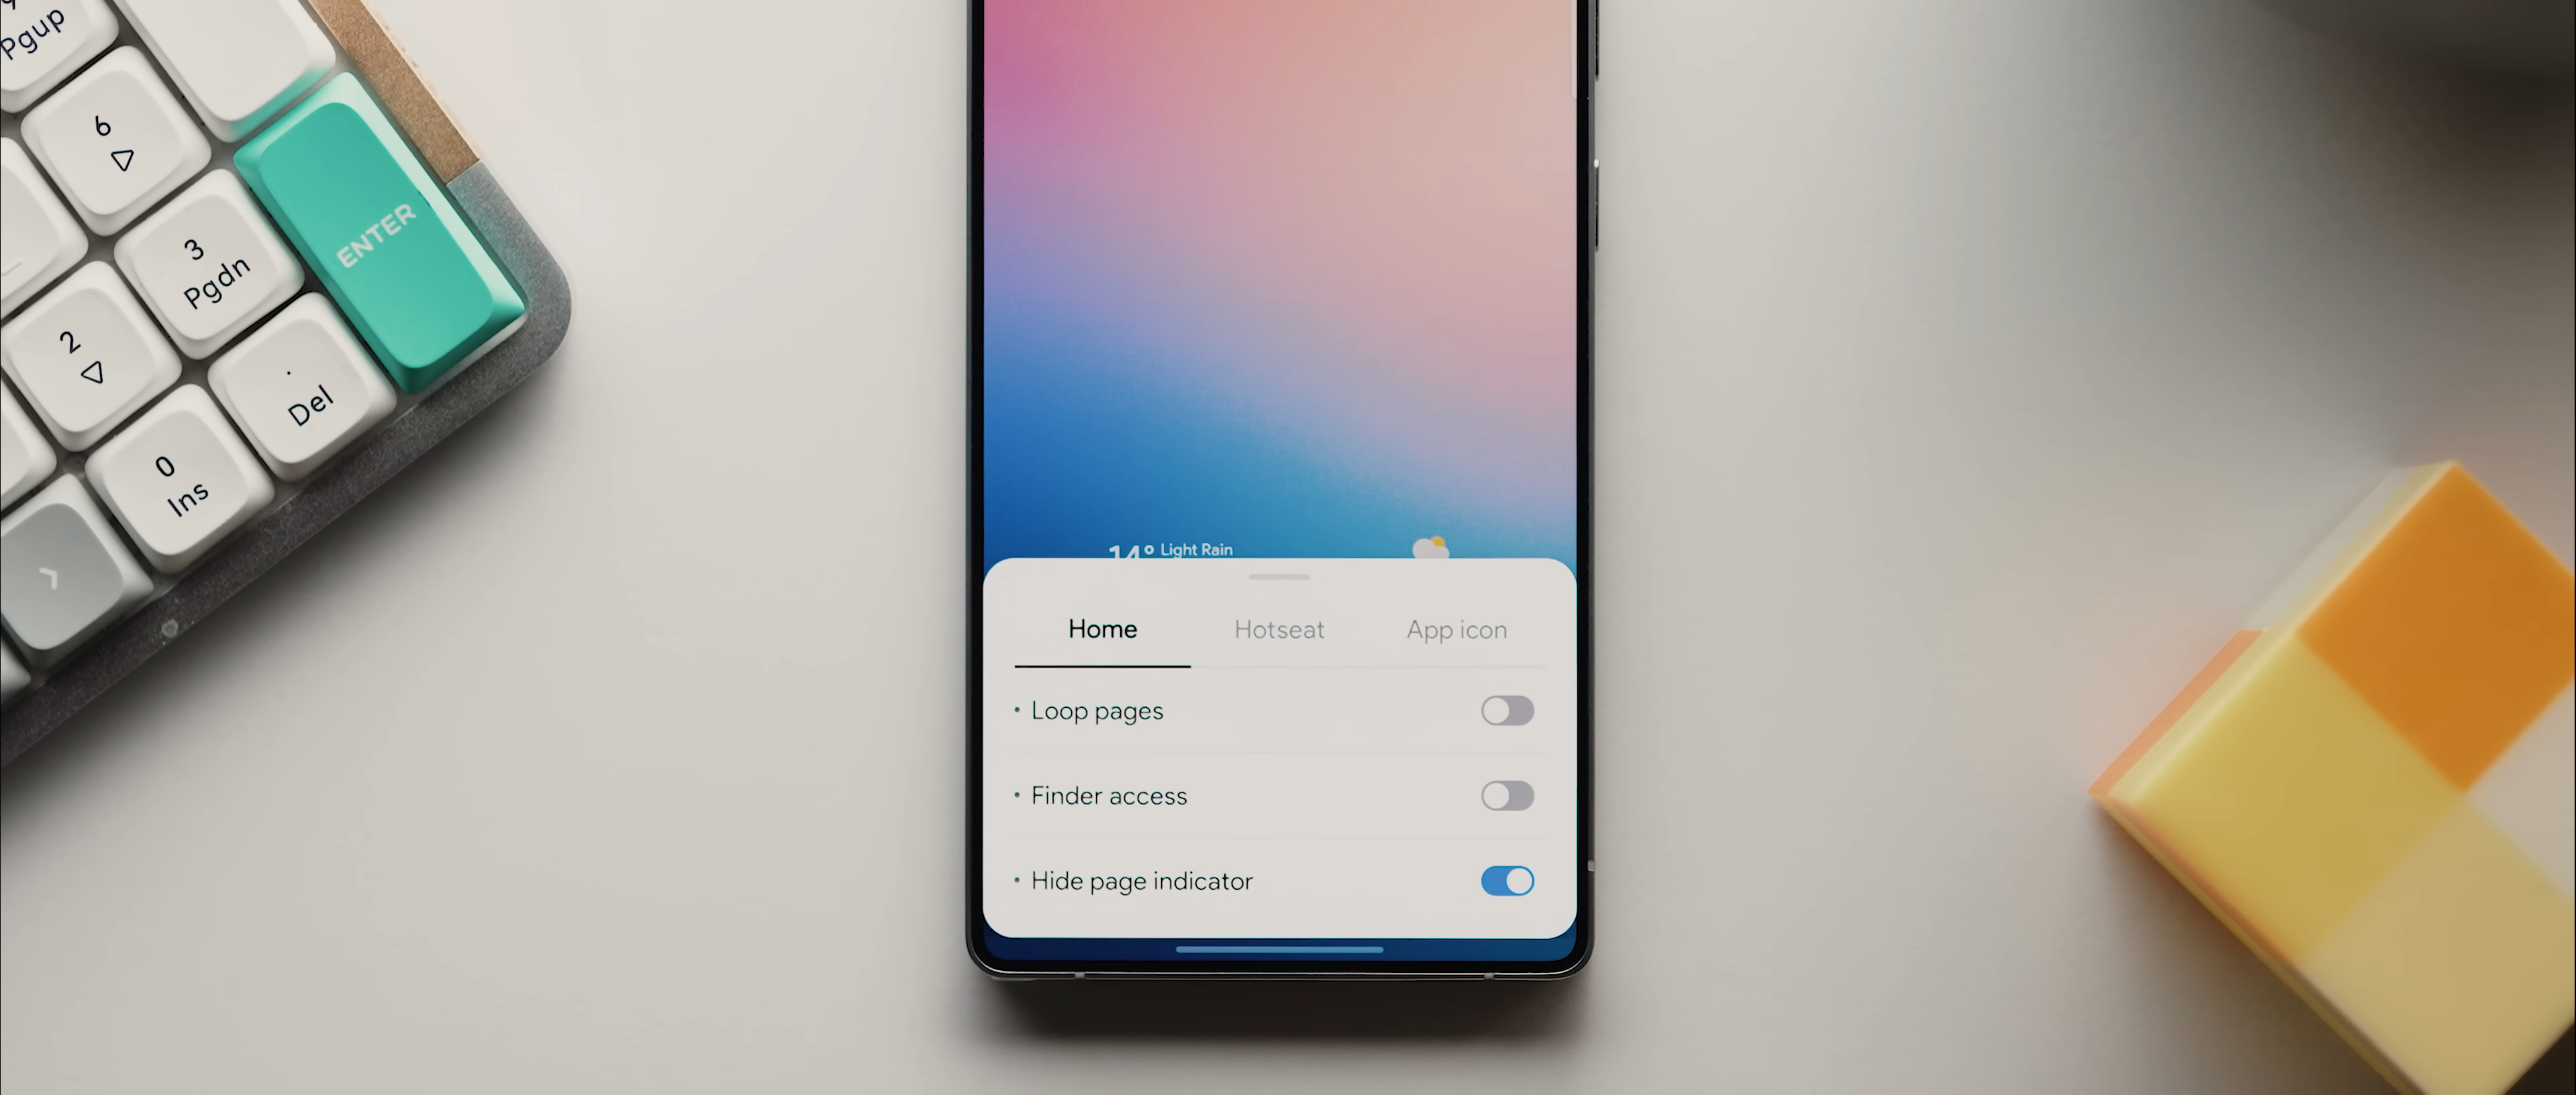 Pgup
6
ENTER
3
Pgdn
2
.
Del
0
Ins
14° Light Rain
Home Hotseat App icon
• Loop pages
• Finder access
• Hide page indicator